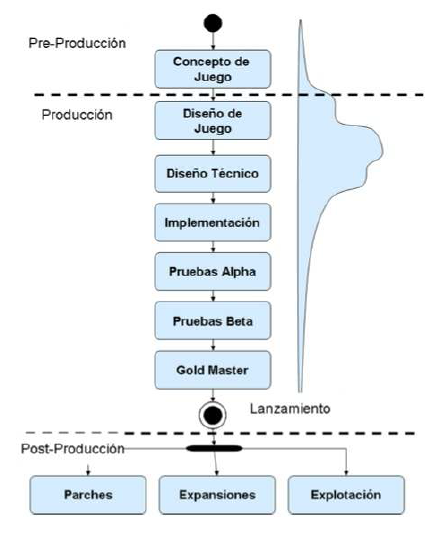 Pre-Producción
Concepto de
Juego
Producción
Diseño de
Juego
Diseño Técnico
Implementación
Pruebas Alpha
Pruebas Beta
Gold Master
Lanzamiento
Post-Producción
Parches
Expansiones
Explotación